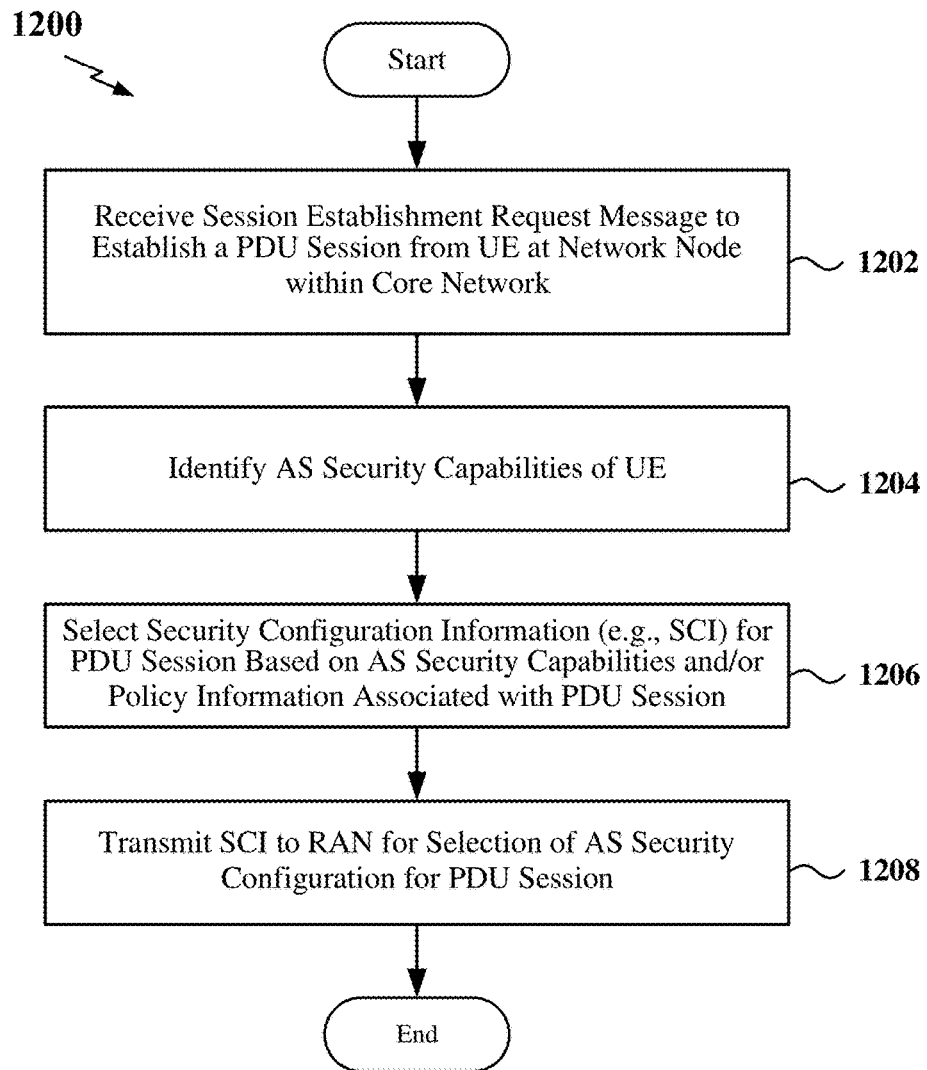 1200
Start
Receive Session Establishment Request Message to
Establish a PDU Session from UE at Network Node
within Core Network
1202
Identify AS Security Capabilities of UE
1204
Select Security Configuration Information (e.g., SCI) for
PDU Session Based on AS Security Capabilities and/or
Policy Information Associated with PDU Session
1206
Transmit SCI to RAN for Selection of AS Security
Configuration for PDU Session
1208
End